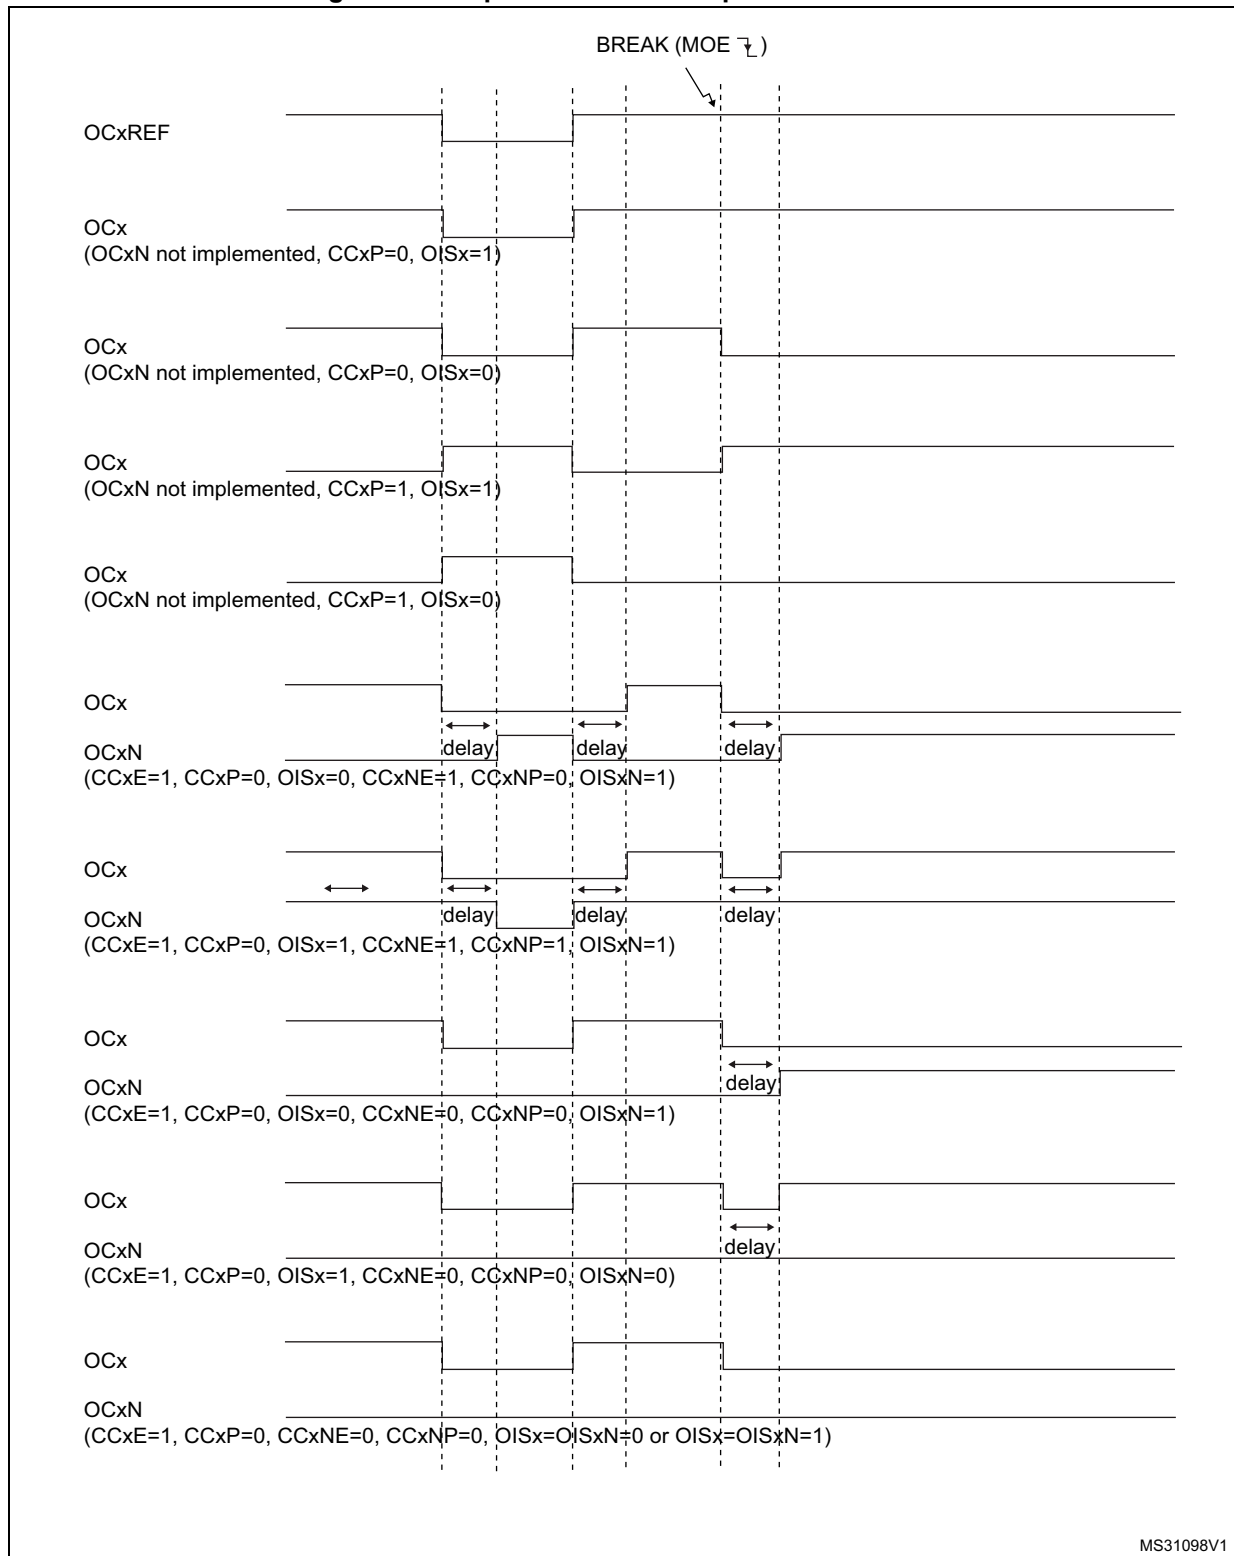 BREAK (MOE )
OCxREF
OCx
(OCxN not implemented, CCxP=0, OISx=1)
OCx
(OCxN not implemented, CCxP=0, OISx=0)
OCx
(OCxN not implemented, CCxP=1, OISx=1)
OCx
(OCxN not implemented, CCxP=1, OISx=0)
OCx
delay delay delay
OCxN
(CCxE=1, CCxP=0, OISx=0, CCxNE=1, CCxNP=0, OISxN=1)
OCx
delay delay delay
OCxN
(CCxE=1, CCxP=0, OISx=1, CCxNE=1, CCxNP=1, OISxN=1)
OCx
delay
OCxN
(CCxE=1, CCxP=0, OISx=0, CCxNE=0, CCxNP=0, OISxN=1)
OCx
delay
OCxN
(CCxE=1, CCxP=0, OISx=1, CCxNE=0, CCxNP=0, OISxN=0)
OCx
OCxN
(CCxE=1, CCxP=0, CCxNE=0, CCxNP=0, OISx=OISxN=0 or OISx=OISxN=1)
MS31098V1